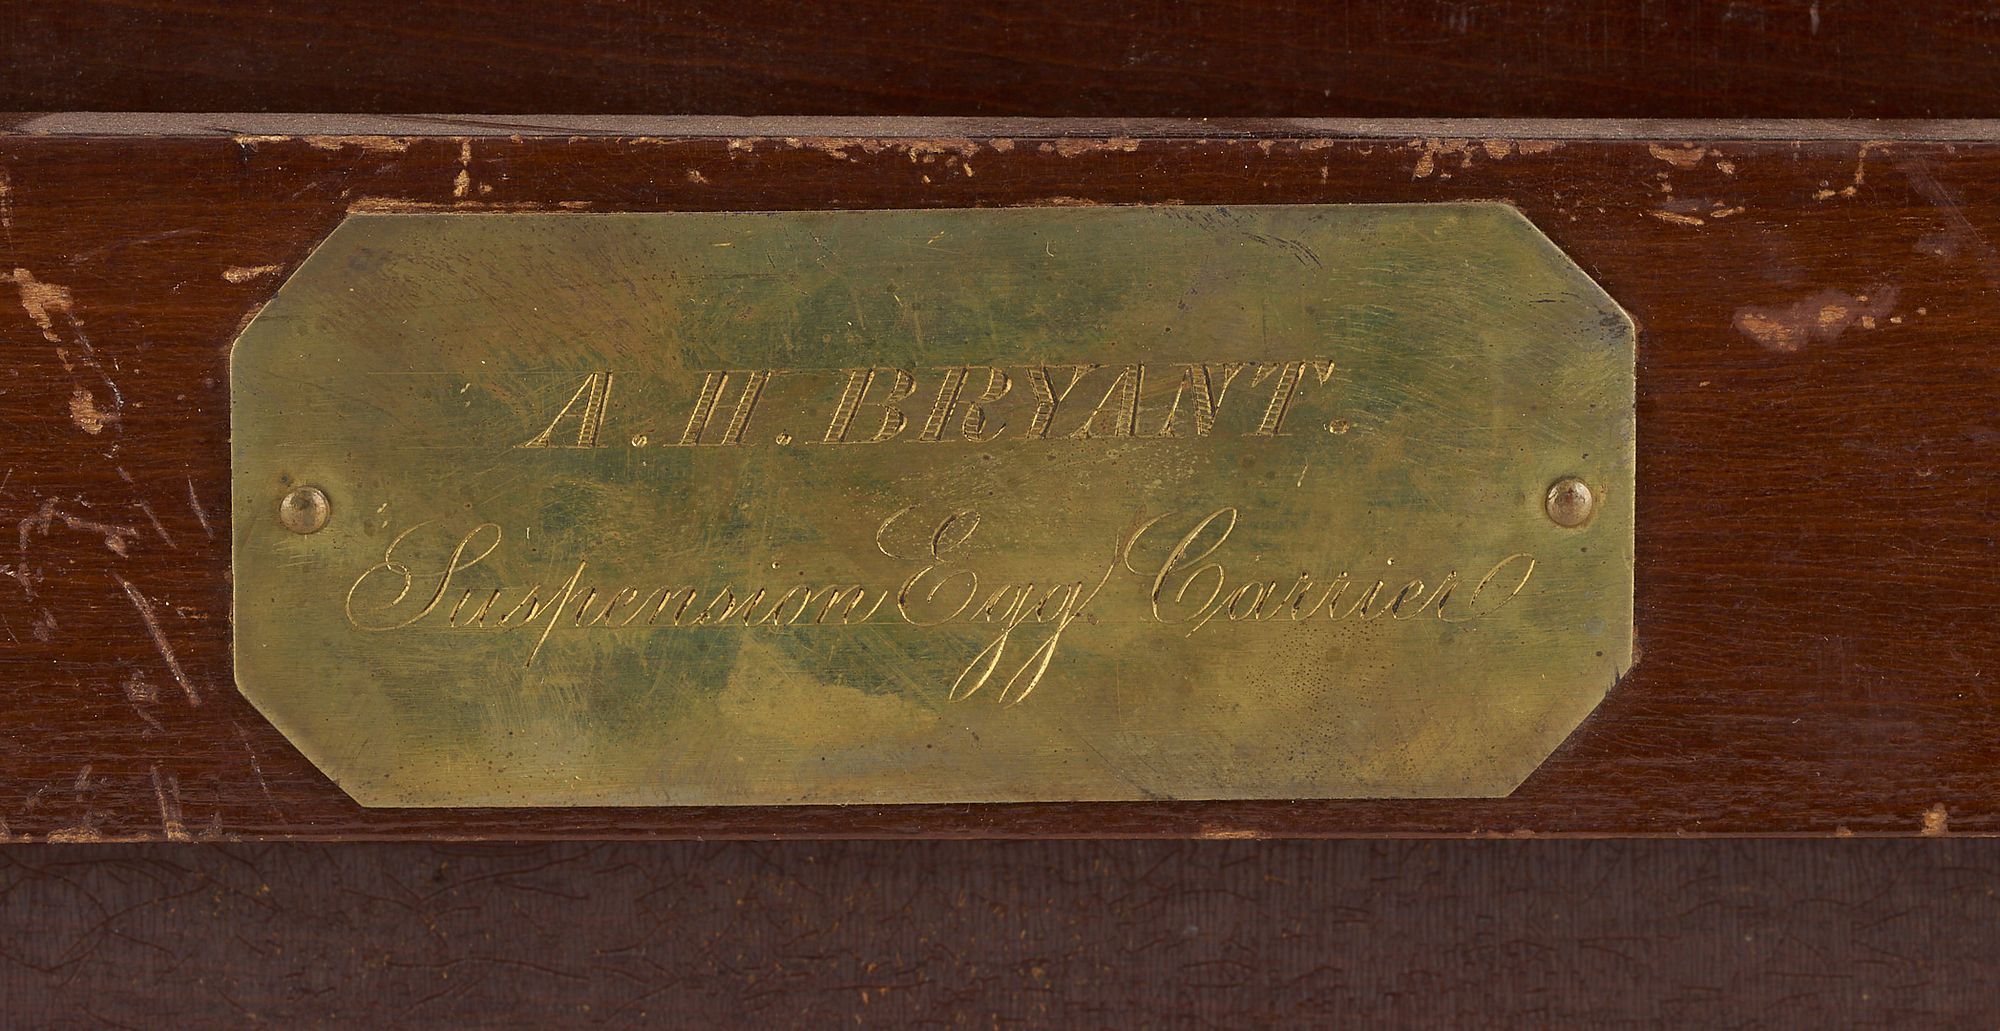 A. H. BRYANT.
Suspension Egg Carrier